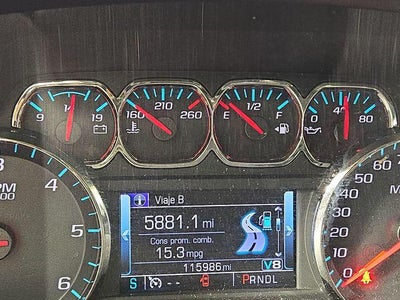 9 14 19
160 210 260
E 1/2 F
0 40 80
Viaje B
5881.1 mi
Cons prom. comb.
15.3 mpg
115986 mi V8
S -- PRNDL
3
4
5
6